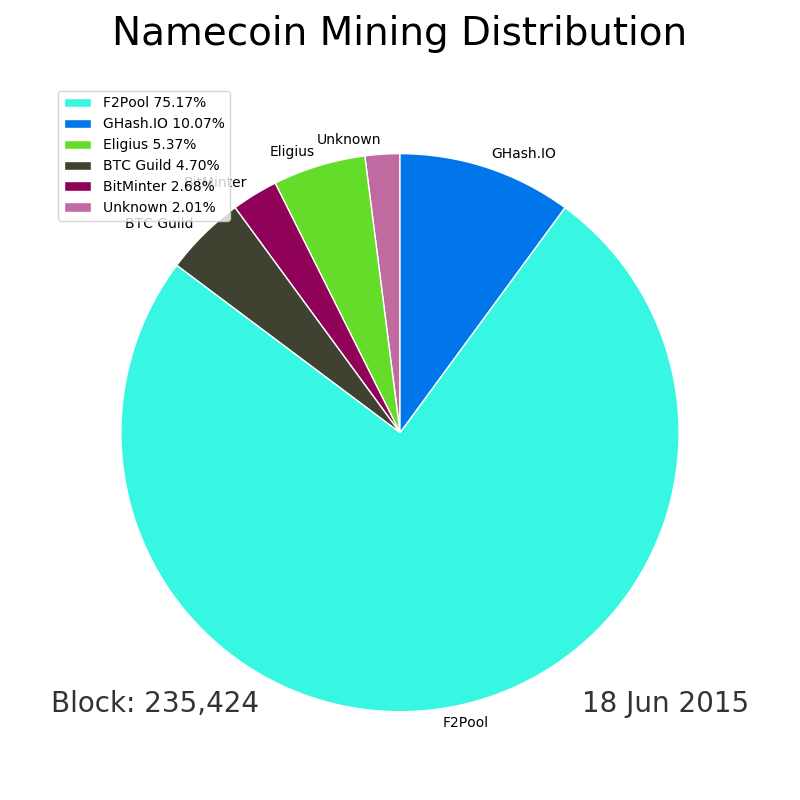 Namecoin Mining Distribution
F2Pool 75.17%
GHash.IO 10.07%
Eligius 5.37%
BTC Guild 4.70%
BitMinter 2.68%
Unknown 2.01%
Unknown
Eligius
GHash.IO
BitMinter
BTC Guild
F2Pool
Block: 235,424
18 Jun 2015